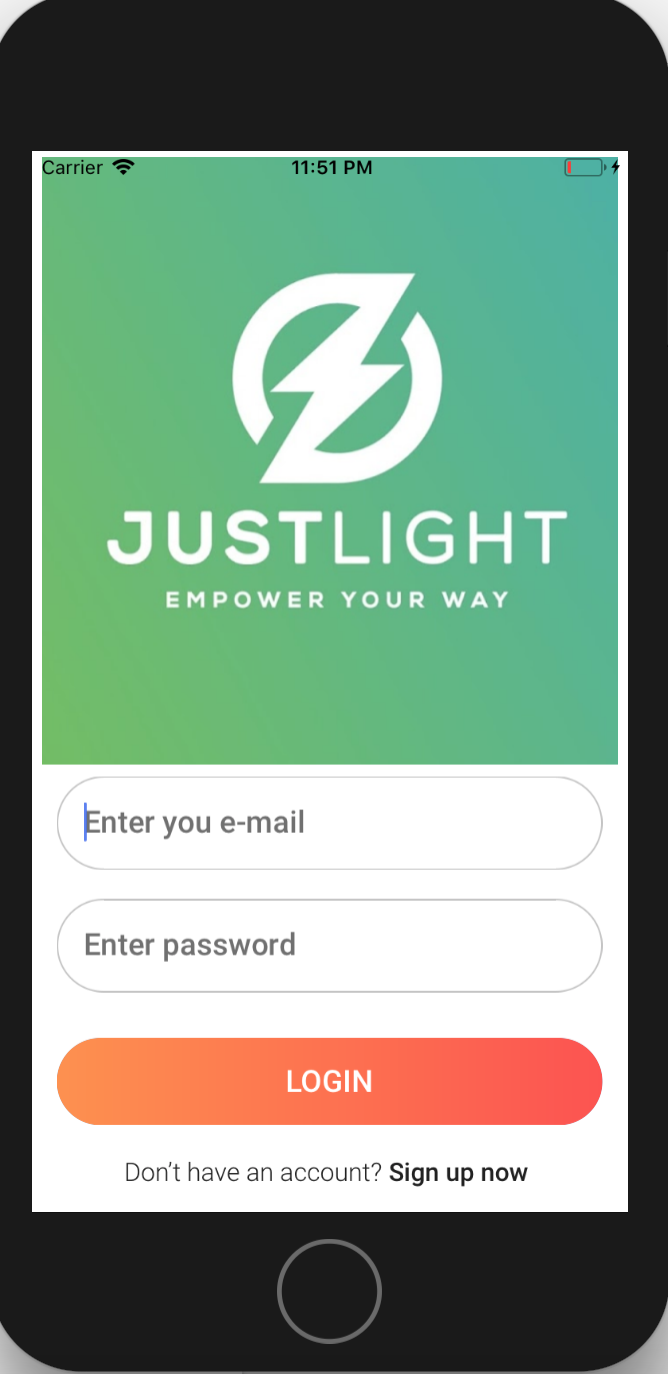 Carrier 11:51 PM
JUSTLIGHT
EMPOWER YOUR WAY
Enter you e-mail
Enter password
LOGIN
Don’t have an account? Sign up now